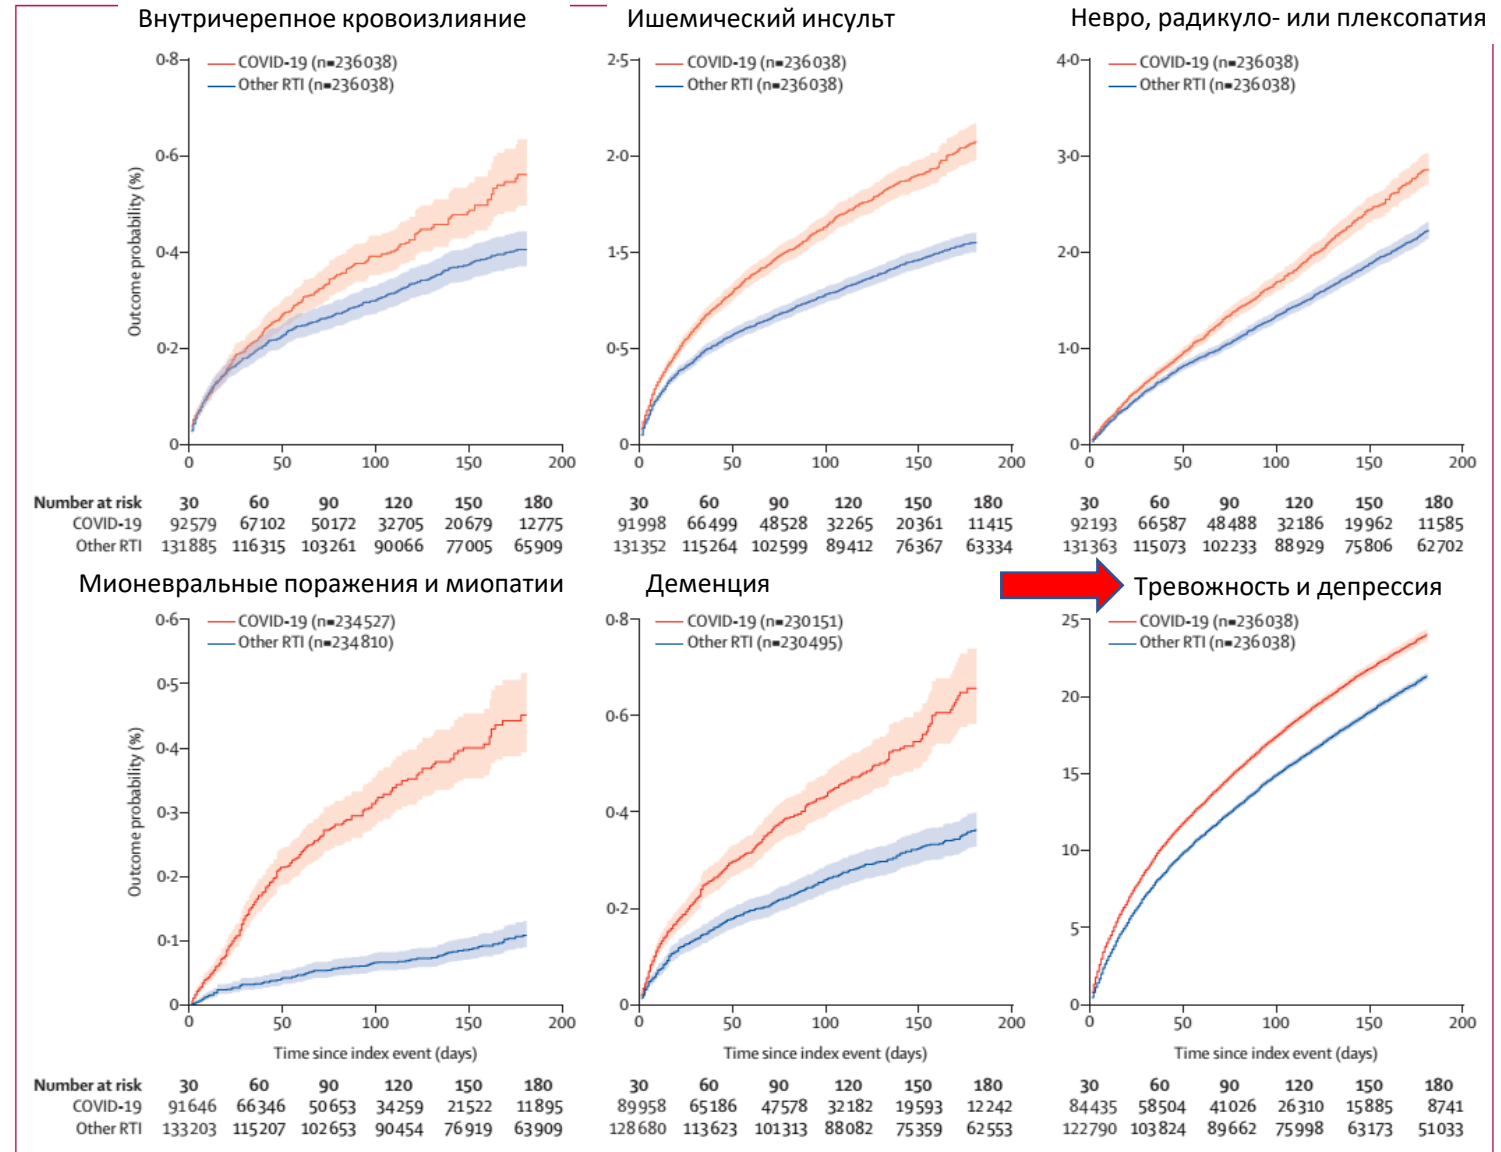 Внутричерепное кровоизлияние
0·8
COVID-19 (n=236038)
Other RTI (n=236038)
0·6
0·4
0·2
0
Outcome probability (%)
0 50 100 150 200
Number at risk 30 60 90 120 150 180
COVID-19 92579 67102 50172 32705 20679 12775
Other RTI 131885 116315 103261 90066 77005 65909
Ишемический инсульт
2·5
COVID-19 (n=236038)
Other RTI (n=236038)
2·0
1·5
0·5
0
0 50 100 150 200
30 60 90 120 150 180
91998 66499 48528 32265 20361 11415
131352 115264 102599 89412 76367 63334
Невро, радикуло- или плексопатия
4·0
COVID-19 (n=236038)
Other RTI (n=236038)
3·0
2·0
1·0
0
0 50 100 150 200
30 60 90 120 150 180
92193 66587 48488 32186 19962 11585
131363 115073 102233 88929 75806 62702
Мионевральные поражения и миопатии
0·6
COVID-19 (n=234527)
Other RTI (n=234810)
0·5
0·4
0·3
0·2
0·1
0
Outcome probability (%)
0 50 100 150 200
Time since index event (days)
Number at risk 30 60 90 120 150 180
COVID-19 91646 66346 50653 34259 21522 11895
Other RTI 133203 115207 102653 90454 76919 63909
Деменция
0·8
COVID-19 (n=230151)
Other RTI (n=230495)
0·6
0·4
0·2
0
0 50 100 150 200
Time since index event (days)
30 60 90 120 150 180
89958 65186 47578 32182 19593 12242
128680 113623 101313 88082 75359 62553
Тревожность и депрессия
25
COVID-19 (n=236038)
Other RTI (n=236038)
20
15
10
5
0
0 50 100 150 200
Time since index event (days)
30 60 90 120 150 180
84435 58504 41026 26310 15885 8741
122790 103824 89662 75998 63173 51033